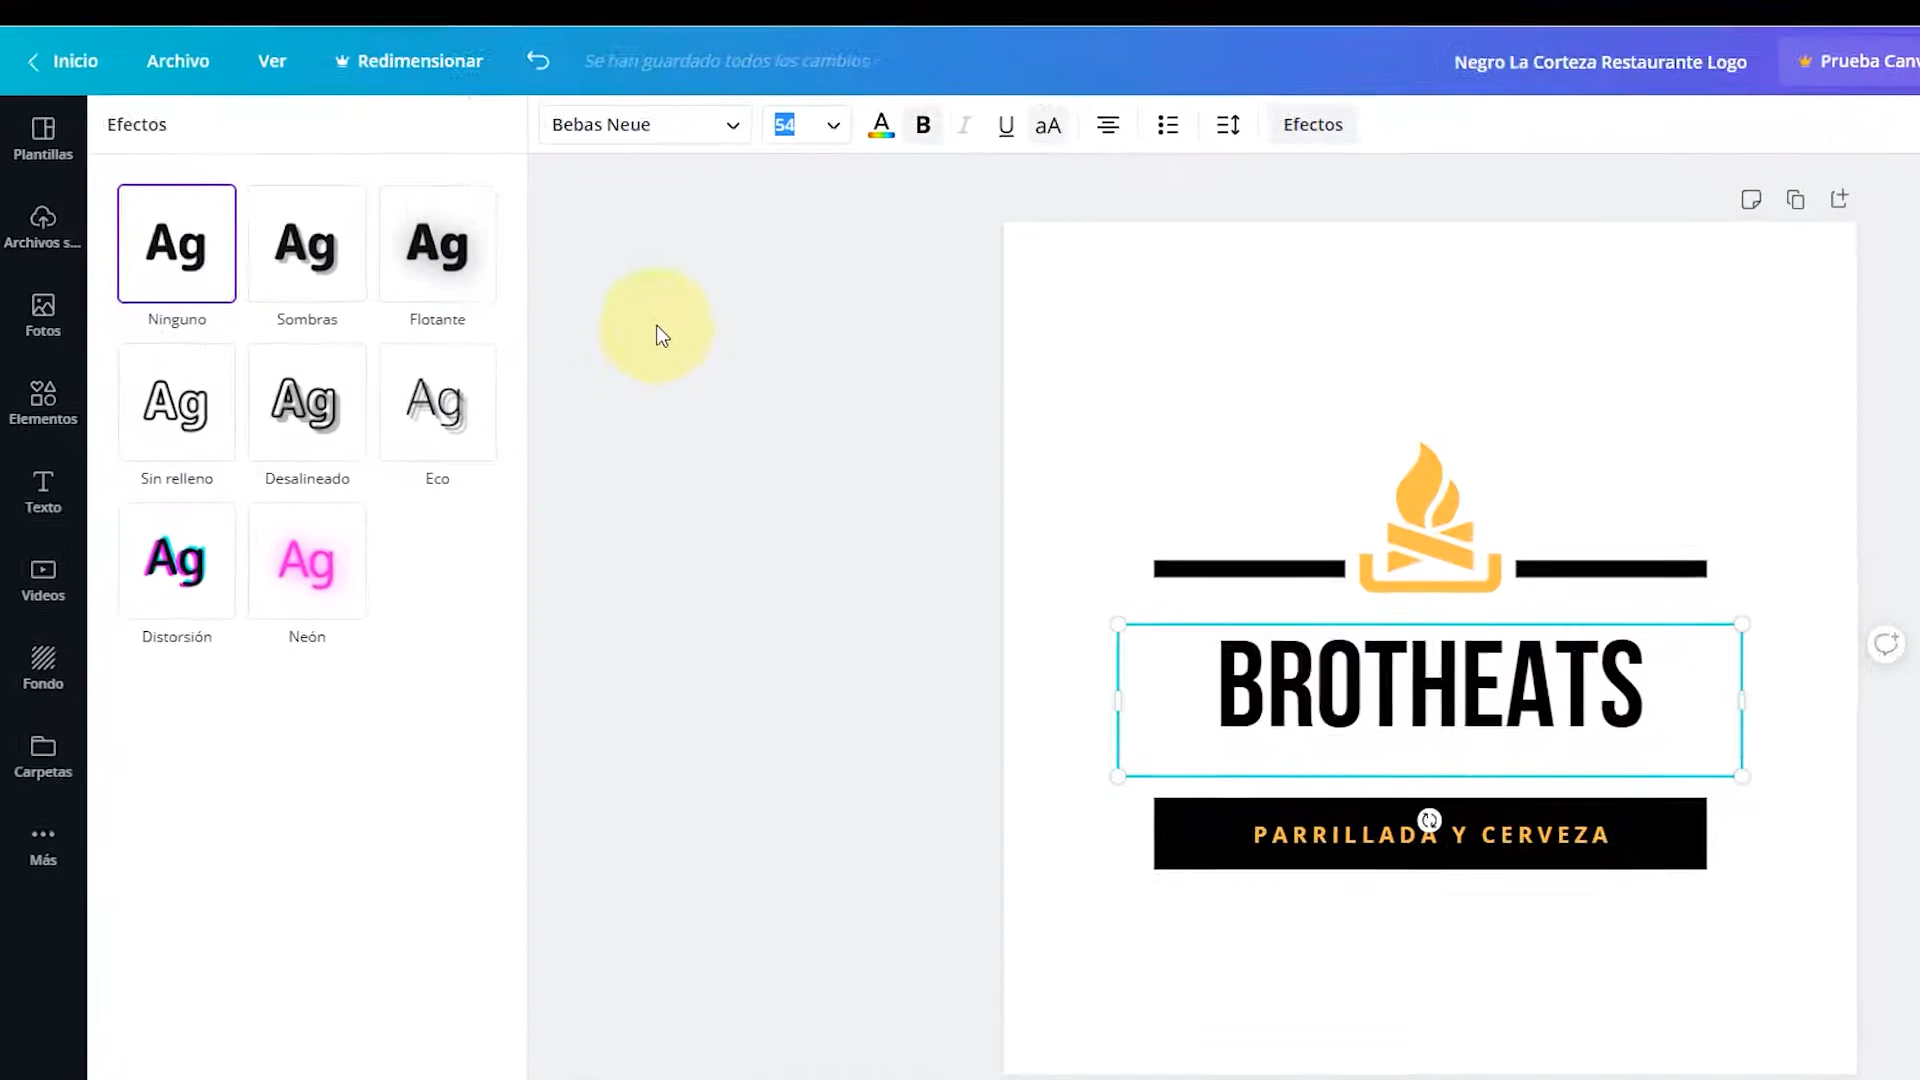 Inicio
Archivo
Ver
Redimensionar
Se han guardado todos los cambios
Negro La Corteza Restaurante Logo
Prueba Canv
Plantillas
Archivos s...
Fotos
Elementos
Texto
Videos
Fondo
Carpetas
Más
Efectos
Ag
Ag
Ag
Ninguno
Sombras
Flotante
Ag
Ag
Ag
Sin relleno
Desalineado
Eco
Ag
Ag
Distorsión
Neón
Bebas Neue
54
A
B
I
U
aA
Efectos
BROTHEATS
PARRILLADA Y CERVEZA